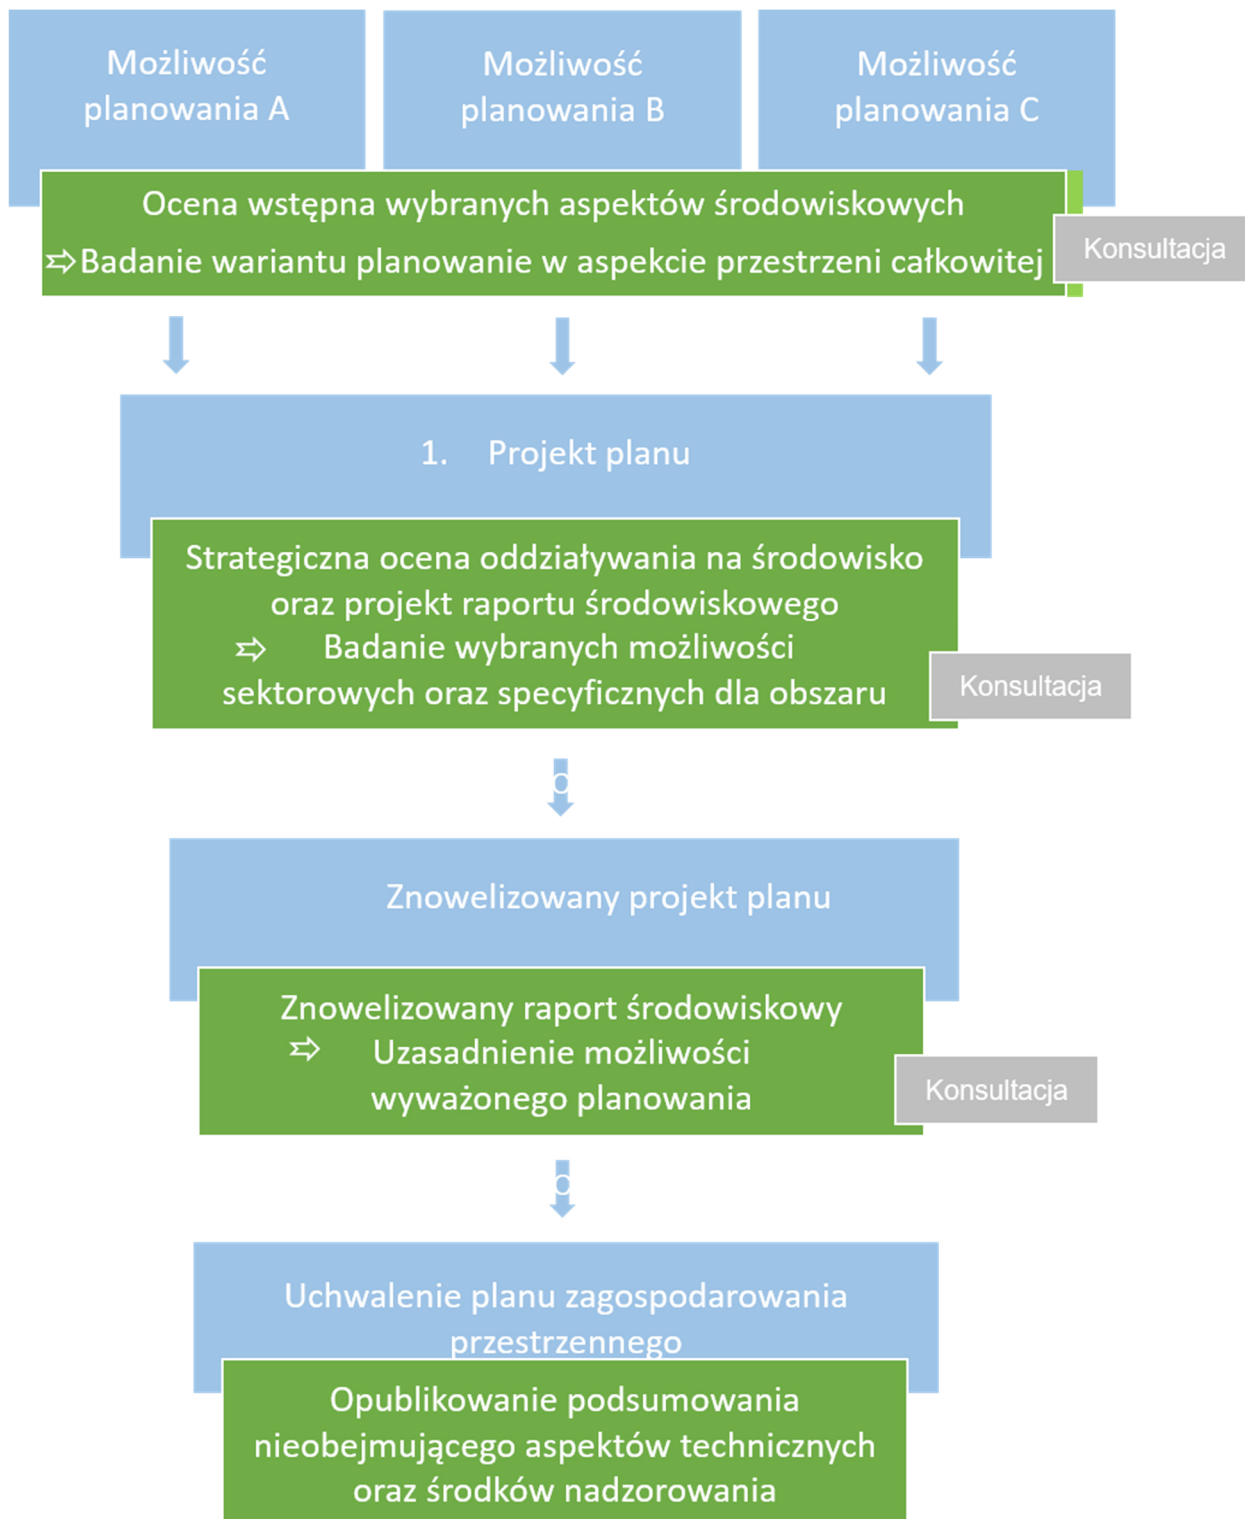 Możliwość
planowania A
Możliwość
planowania B
Możliwość
planowania C
Ocena wstępna wybranych aspektów środowiskowych
⇨Badanie wariantu planowanie w aspekcie przestrzeni całkowitej
Konsultacja
1. Projekt planu
Strategiczna ocena oddziaływania na środowisko
oraz projekt raportu środowiskowego
⇨ Badanie wybranych możliwości
sektorowych oraz specyficznych dla obszaru
Konsultacja
O
Znowelizowany projekt planu
Znowelizowany raport środowiskowy
⇨ Uzasadnienie możliwości
wyważonego planowania
Konsultacja
O
Uchwalenie planu zagospodarowania
przestrzennego
Opublikowanie podsumowania
nieobejmującego aspektów technicznych
oraz środków nadzorowania